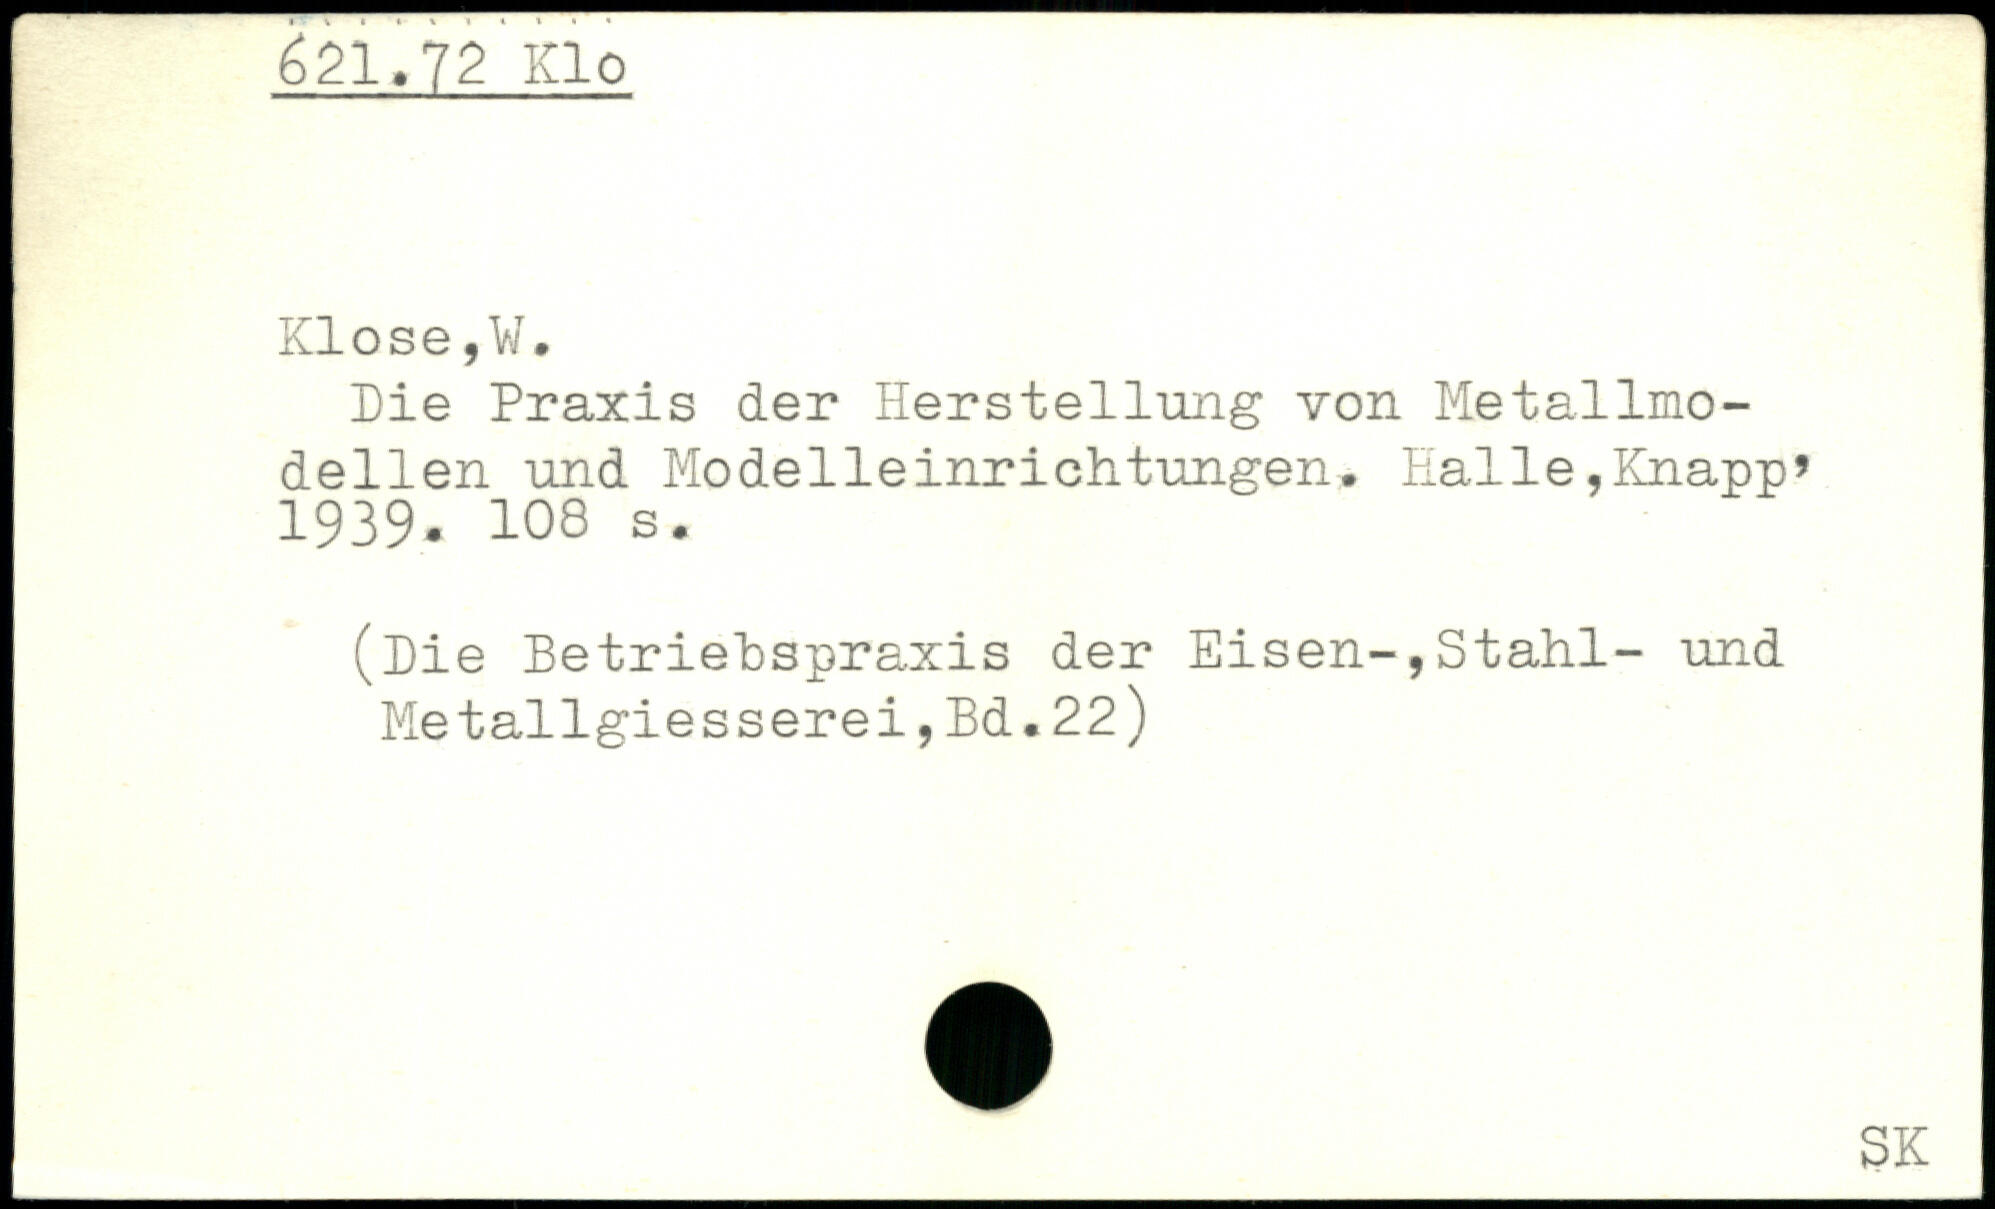 621.72 Klo
Klose,W.
Die Praxis der Herstellung von Metallmo-
dellen und Modelleinrichtungen. Halle,Knapp,
1939. 108 s.
(Die Betriebspraxis der Eisen-,Stahl- und
Metallgiesserei,Bd.22)
SK